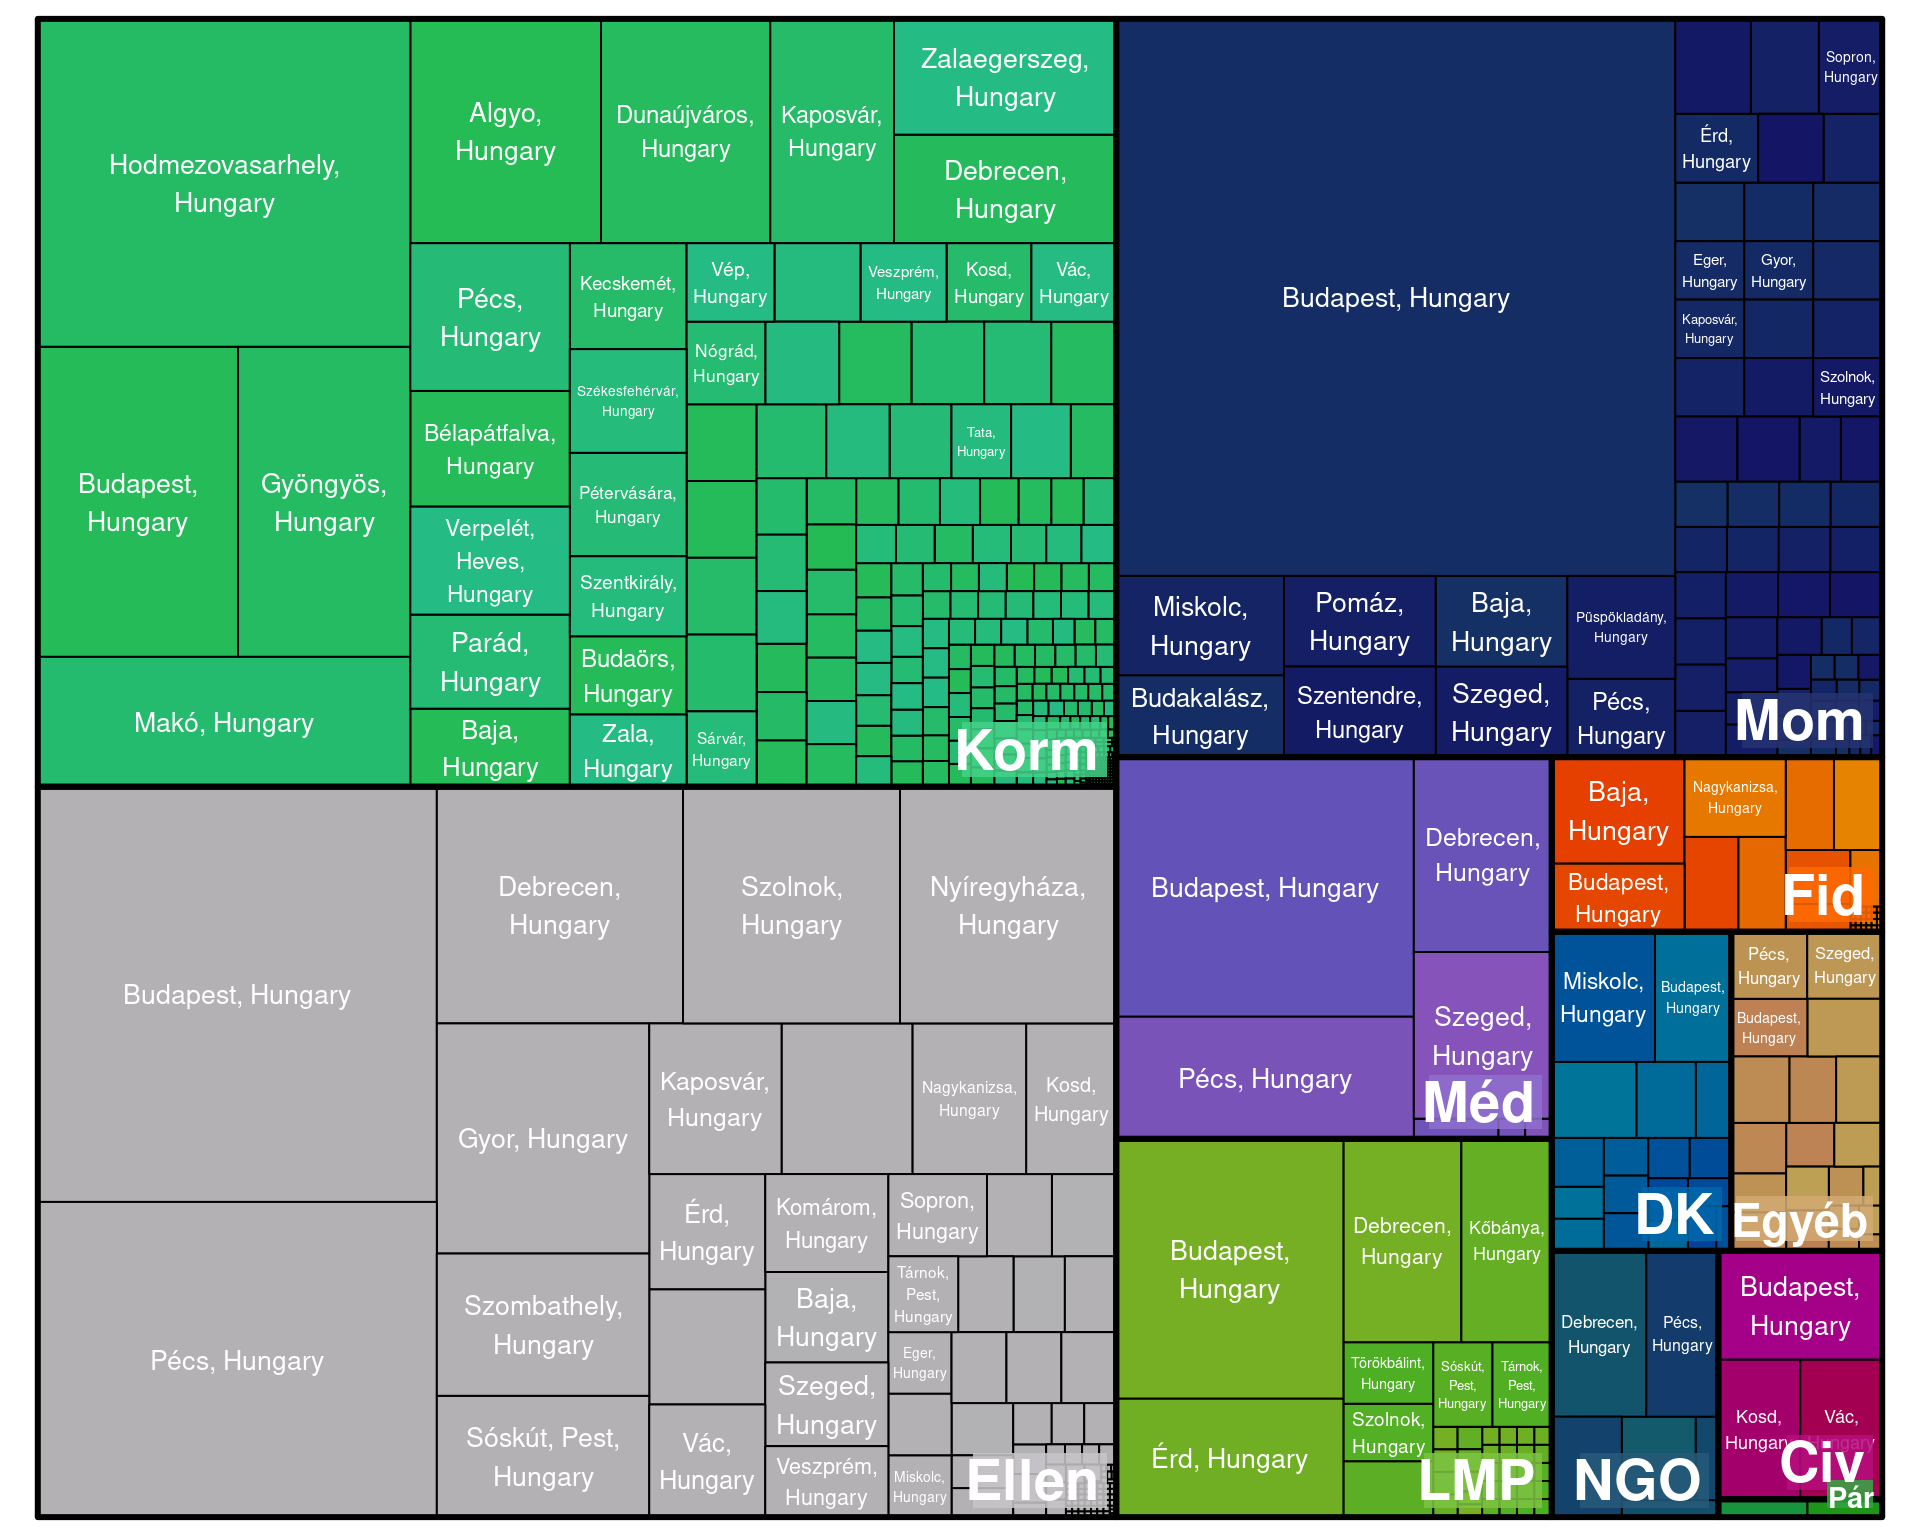 Hodmezovasarhely,
Hungary
Budapest,
Hungary
Gyöngyös,
Hungary
Makó, Hungary
Algyo,
Hungary
Dunaújváros,
Hungary
Kaposvár,
Hungary
Zalaegerszeg,
Hungary
Debrecen,
Hungary
Pécs,
Hungary
Bélapátfalva,
Hungary
Verpelét,
Heves,
Hungary
Parád,
Hungary
Baja,
Hungary
Kecskemét,
Hungary
Székesfehérvár,
Hungary
Pétervására,
Hungary
Szentkirály,
Hungary
Budaörs,
Hungary
Zala,
Hungary
Vép,
Hungary
Veszprém,
Hungary
Kosd,
Hungary
Vác,
Hungary
Nógrád,
Hungary
Tata,
Hungary
Sárvár,
Hungary
Korm
Budapest, Hungary
Miskolc,
Hungary
Budakalász,
Hungary
Pomáz,
Hungary
Szentendre,
Hungary
Baja,
Hungary
Szeged,
Hungary
Püspökladány,
Hungary
Pécs,
Hungary
Sopron,
Hungary
Érd,
Hungary
Eger,
Hungary
Gyor,
Hungary
Kaposvár,
Hungary
Szolnok,
Hungary
Mom
Budapest, Hungary
Pécs, Hungary
Debrecen,
Hungary
Szolnok,
Hungary
Nyíregyháza,
Hungary
Gyor, Hungary
Szombathely,
Hungary
Sóskút, Pest,
Hungary
Kaposvár,
Hungary
Nagykanizsa,
Hungary
Kosd,
Hungary
Érd,
Hungary
Vác,
Hungary
Komárom,
Hungary
Baja,
Hungary
Szeged,
Hungary
Veszprém,
Hungary
Sopron,
Hungary
Tárnok,
Pest,
Hungary
Eger,
Hungary
Miskolc,
Hungary
Ellen
Budapest, Hungary
Pécs, Hungary
Debrecen,
Hungary
Szeged,
Hungary
Méd
Budapest,
Hungary
Érd, Hungary
Debrecen,
Hungary
Kőbánya,
Hungary
Törökbálint,
Hungary
Szolnok,
Hungary
Sóskút,
Pest,
Hungary
Tárnok,
Pest,
Hungary
LMP
Baja,
Hungary
Budapest,
Hungary
Nagykanizsa,
Hungary
Fid
Miskolc,
Hungary
Budapest,
Hungary
DK
Pécs,
Hungary
Szeged,
Hungary
Budapest,
Hungary
Egyéb
Debrecen,
Hungary
Pécs,
Hungary
NGO
Budapest,
Hungary
Kosd,
Hungary
Vác,
Hungary
Civ
Pár